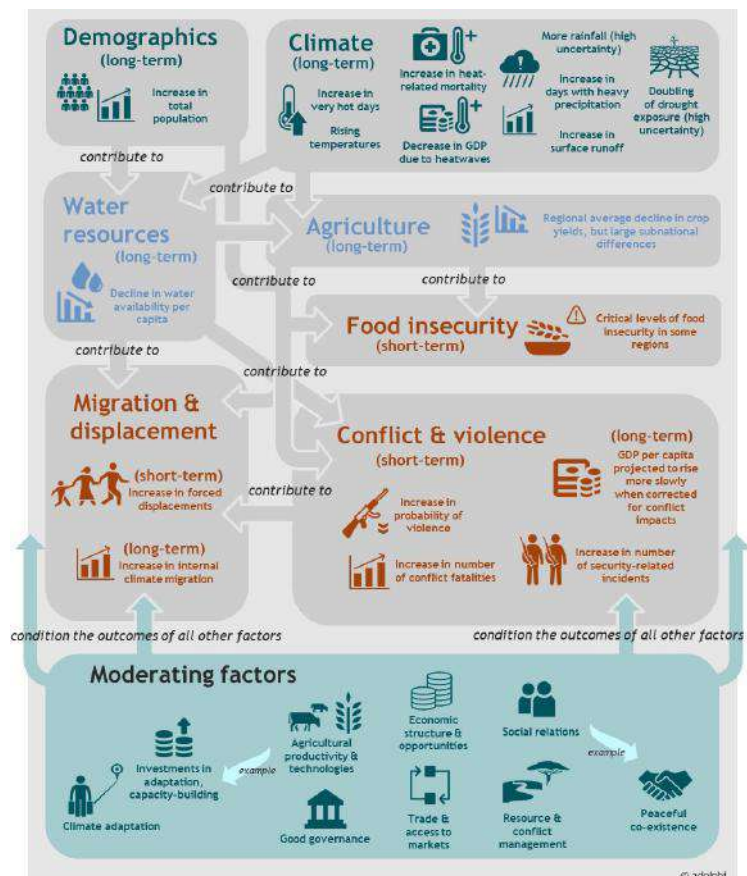 Demographics
(long-term)
Increase in
total
population
Climate
(long-term)
Increase in
very hot days
Rising
temperatures
Increase in heat-
related mortality
Decrease in GDP
due to heatwaves
More rainfall (high
uncertainty)
Increase in
days with heavy
precipitation
Increase in
surface runoff
Doubling
of drought
exposure (high
uncertainty)
contribute to
contribute to
Water
resources
(long-term)
Decline in water
availability per
capita
Agriculture
(long-term)
Regional average decline in crop
yields, but large subnational
differences
contribute to
contribute to
Food insecurity
(short-term)
Critical levels of food
insecurity in some
regions
contribute to
contribute to
Migration &
displacement
(short-term)
Increase in forced
displacements
(long-term)
Increase in internal
climate migration
contribute to
Conflict & violence
(short-term)
Increase in
probability of
violence
Increase in number
of conflict fatalities
(long-term)
GDP per capita
projected to rise
more slowly
when corrected
for conflict
impacts
Increase in number
of security-related
incidents
condition the outcomes of all other factors
condition the outcomes of all other factors
Moderating factors
Investments in
adaptation,
capacity-building
Climate adaptation
example
Agricultural
productivity &
technologies
Good governance
Economic
structure &
opportunities
Trade &
access to
markets
Social relations
Resource &
conflict
management
example
Peaceful
co-existence
© adelphi